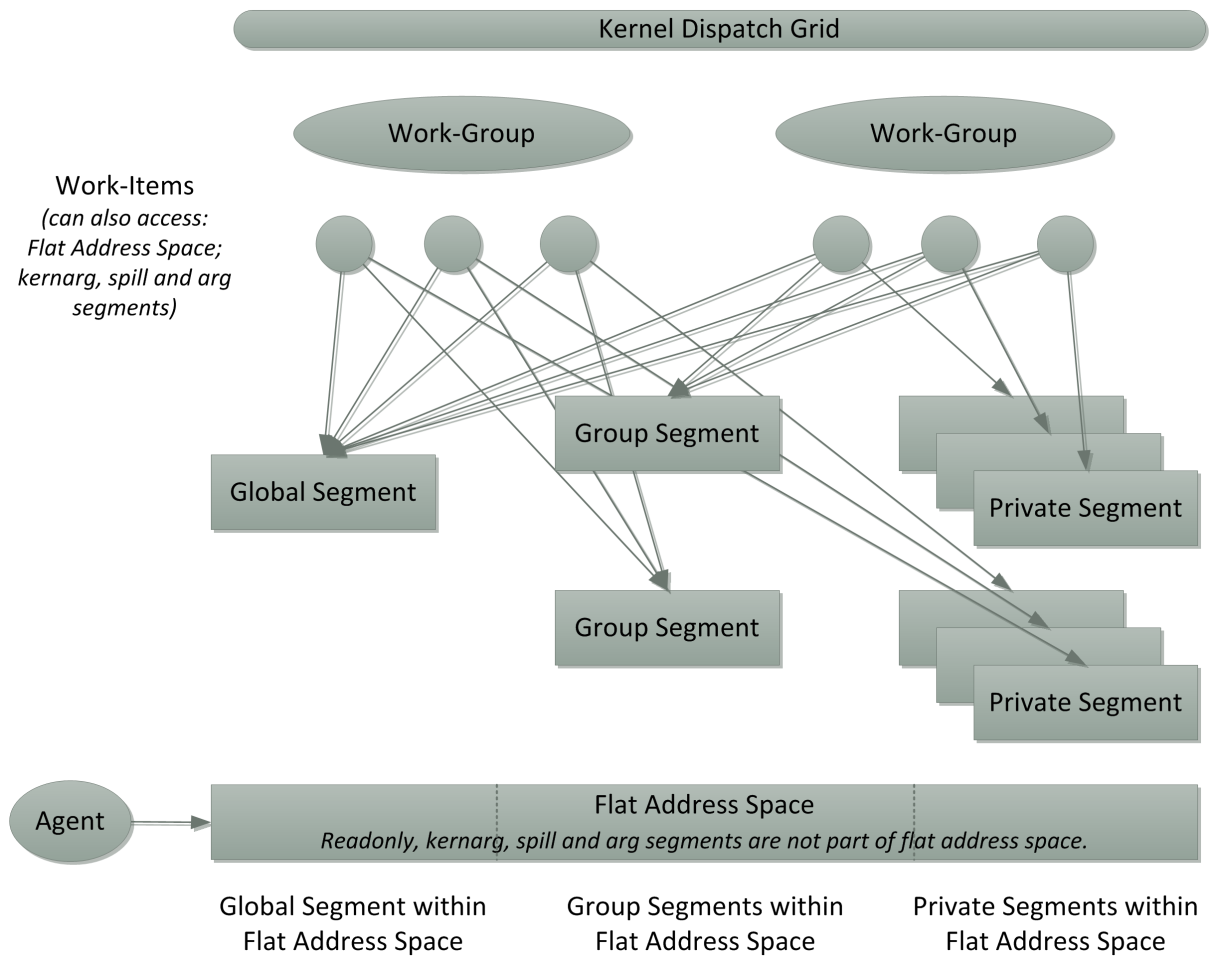 Kernel Dispatch Grid
Work-Group
Work-Group
Work-Items
(can also access:
Flat Address Space;
kernarg, spill and arg
segments)
Group Segment
Global Segment
Private Segment
Group Segment
Private Segment
Agent
Flat Address Space
Readonly, kernarg, spill and arg segments are not part of flat address space.
Global Segment within
Flat Address Space
Group Segments within
Flat Address Space
Private Segments within
Flat Address Space